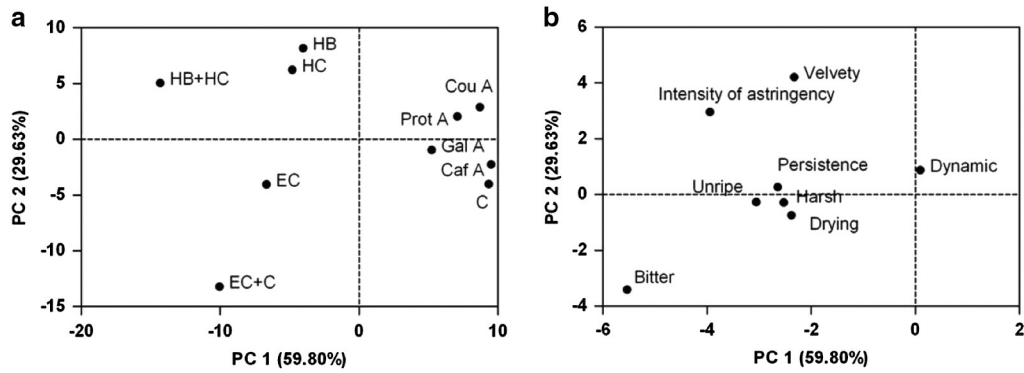 a
10
5
0
-5
-10
-15
PC 2 (29.63%)
HB
HC
HB+HC
Cou A
Prot A
Gal A
Caf A
C
EC
EC+C
-20
-10
0
10
PC 1 (59.80%)
b
6
4
2
0
-2
-4
PC 2 (29.63%)
Velvety
Intensity of astringency
Persistence
Dynamic
Unripe
Harsh
Drying
Bitter
-6
-4
-2
0
2
PC 1 (59.80%)